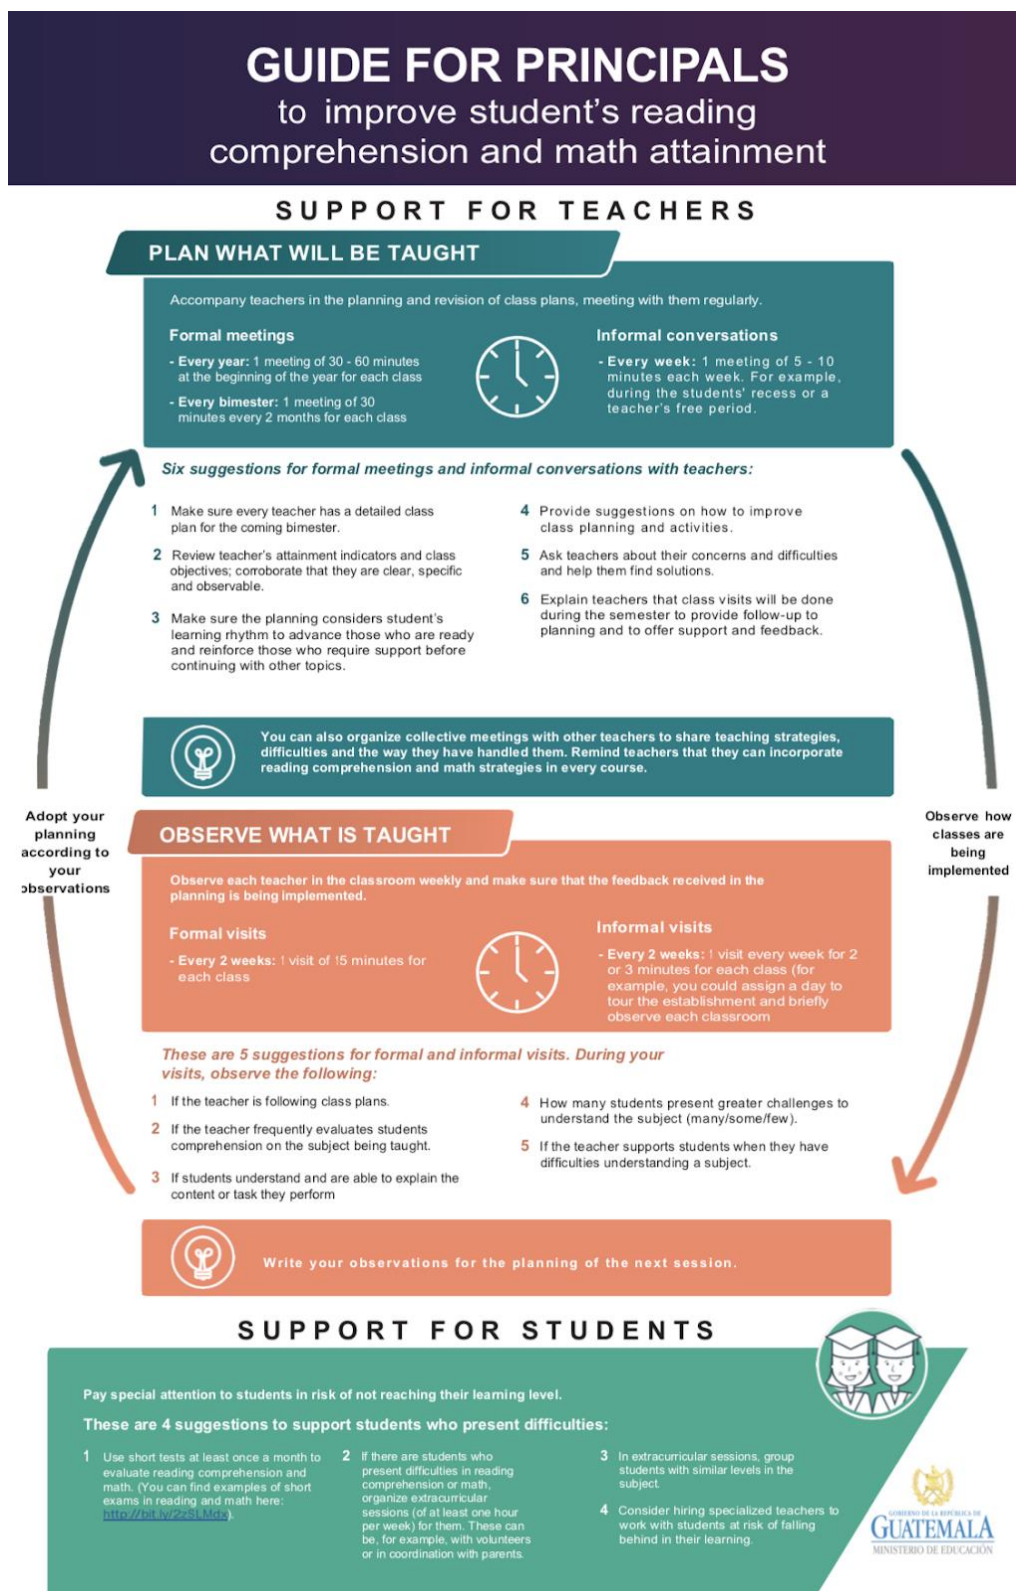 GUIDE FOR PRINCIPALS
to improve student's reading
comprehension and math attainment
SUPPORT FOR TEACHERS
PLAN WHAT WILL BE TAUGHT
Accompany teachers in the planning and revision of class plans, meeting with them regularly.
Formal meetings
- Every year: 1 meeting of 30 - 60 minutes
at the beginning of the year for each class
- Every bimester: 1 meeting of 30
minutes every 2 months for each class
Informal conversations
- Every week: 1 meeting of 5 - 10
minutes each week. For example,
during the students' recess or a
teacher's free period.
Six suggestions for formal meetings and informal conversations with teachers:
1 Make sure every teacher has a detailed class
plan for the coming bimester.
2 Review teacher's attainment indicators and class
objectives; corroborate that they are clear, specific
and observable.
3 Make sure the planning considers student's
learning rhythm to advance those who are ready
and reinforce those who require support before
continuing with other topics.
4 Provide suggestions on how to improve
class planning and activities.
5 Ask teachers about their concerns and difficulties
and help them find solutions.
6 Explain teachers that class visits will be done
during the semester to provide follow-up to
planning and to offer support and feedback.
You can also organize collective meetings with other teachers to share teaching strategies,
difficulties and the way they have handled them. Remind teachers that they can incorporate
reading comprehension and math strategies in every course.
Adopt your
planning
according to
your
observations
Observe how
classes are
being
implemented
OBSERVE WHAT IS TAUGHT
Observe each teacher in the classroom weekly and make sure that the feedback received in the
planning is being implemented.
Formal visits
- Every 2 weeks: 1 visit of 15 minutes for
each class
Informal visits
- Every 2 weeks: 1 visit every week for 2
or 3 minutes for each class (for
example, you could assign a day to
tour the establishment and briefly
observe each classroom
These are 5 suggestions for formal and informal visits. During your
visits, observe the following:
1 If the teacher is following class plans.
2 If the teacher frequently evaluates students
comprehension on the subject being taught.
3 If students understand and are able to explain the
content or task they perform
4 How many students present greater challenges to
understand the subject (many/some/few).
5 If the teacher supports students when they have
difficulties understanding a subject.
Write your observations for the planning of the next session.
SUPPORT FOR STUDENTS
Pay special attention to students in risk of not reaching their learning level.
These are 4 suggestions to support students who present difficulties:
1 Use short tests at least once a month to
evaluate reading comprehension and
math. (You can find examples of short
exams in reading and math here:
http://bit.ly/2zSLMdx).
2 If there are students who
present difficulties in reading
comprehension or math,
organize extracurricular
sessions (of at least one hour
per week) for them. These can
be, for example, with volunteers
or in coordination with parents.
3 In extracurricular sessions, group
students with similar levels in the
subject.
4 Consider hiring specialized teachers to
work with students at risk of falling
behind in their learning.
GOBIERNO DE LA REPÚBLICA DE
GUATEMALA
MINISTERIO DE EDUCACIÓN